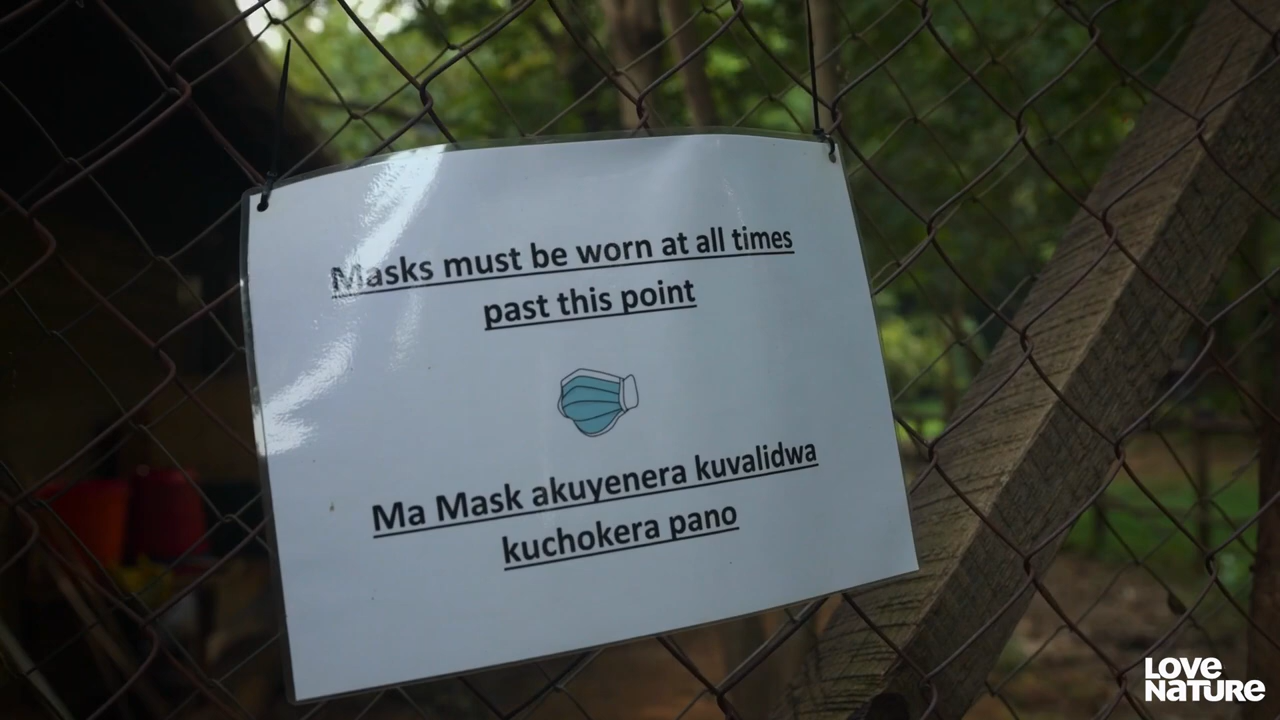 Masks must be worn at all times
past this point
Ma Mask akuyenera kuvalidwa
kuchokera pano
LOVE
NATURE